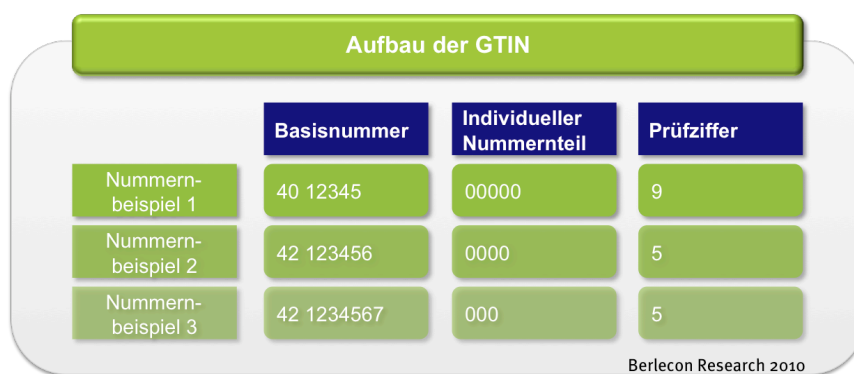 Aufbau der GTIN
Basisnummer
Individueller
Nummernteil
Prüfziffer
Nummern-
beispiel 1
40 12345
00000
9
Nummern-
beispiel 2
42 123456
0000
5
Nummern-
beispiel 3
42 1234567
000
5
Berlecon Research 2010